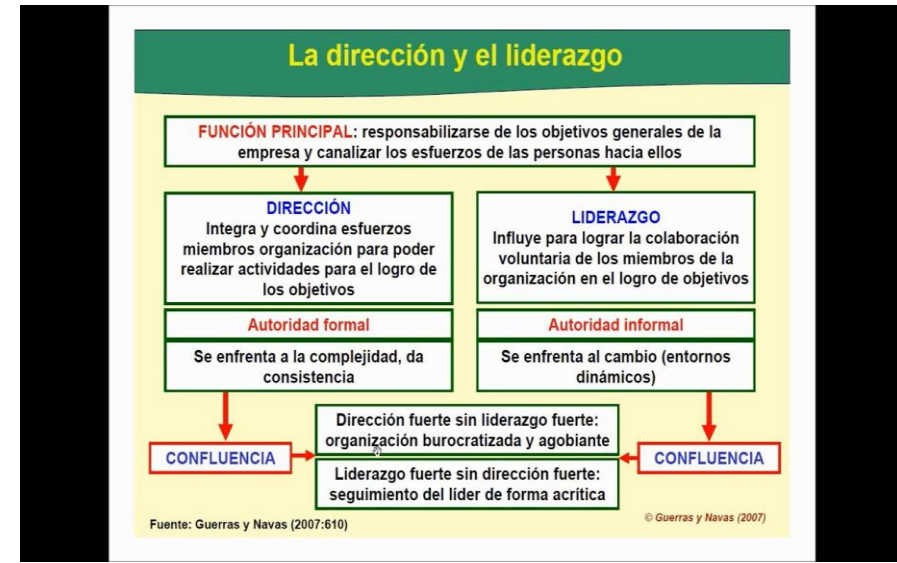 La dirección y el liderazgo
FUNCIÓN PRINCIPAL: responsabilizarse de los objetivos generales de la
empresa y canalizar los esfuerzos de las personas hacia ellos
DIRECCIÓN
Integra y coordina esfuerzos
miembros organización para poder
realizar actividades para el logro de
los objetivos
LIDERAZGO
Influye para lograr la colaboración
voluntaria de los miembros de la
organización en el logro de objetivos
Autoridad formal
Autoridad informal
Se enfrenta a la complejidad, da
consistencia
Se enfrenta al cambio (entornos
dinámicos)
Dirección fuerte sin liderazgo fuerte:
organización burocratizada y agobiante
CONFLUENCIA
CONFLUENCIA
Liderazgo fuerte sin dirección fuerte:
seguimiento del líder de forma acrítica
Fuente: Guerras y Navas (2007:610)
© Guerras y Navas (2007)